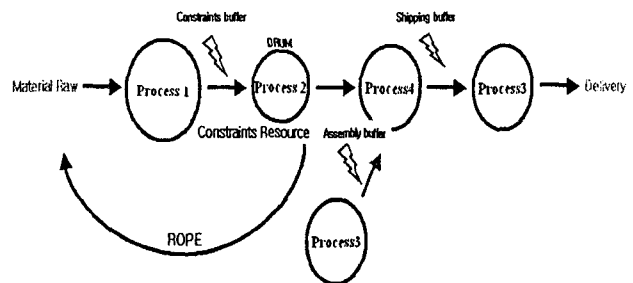 Constraints buffer
Shipping buffer
DRUM
Material Raw
Process 1
Process 2
Process4
Process3
Delivery
Constraints Resource
Assembly buffer
ROPE
Process3